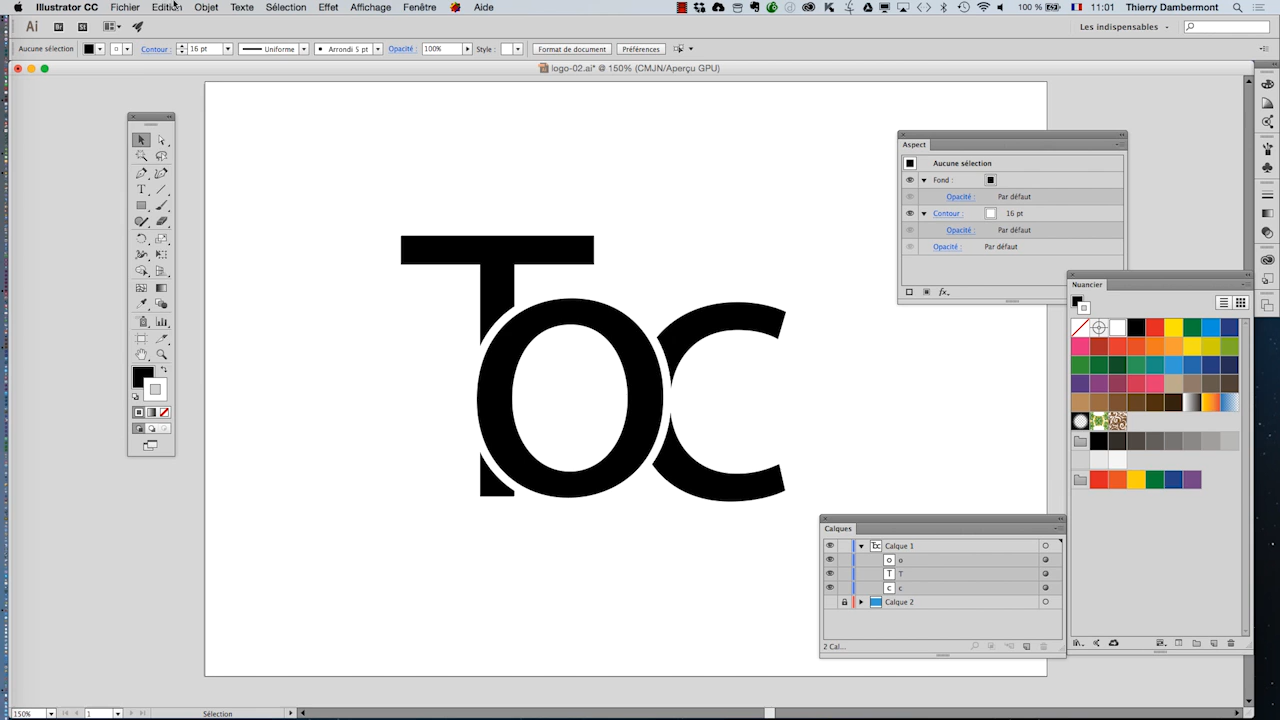 Illustrator CC Fichier Edition Objet Texte Sélection Effet Affichage Fenêtre Aide 100 % 11:01 Thierry Dambermont
Ai Les indispensables
Aucune sélection Contour : 16 pt Uniforme Arrondi 5 pt Opacité : 100% Style : Format de document Préférences
logo-02.ai* @ 150% (CMJN/Aperçu GPU)
Aspect
Aucune sélection
Fond :
Opacité : Par défaut
Contour : 16 pt
Opacité : Par défaut
Opacité : Par défaut
fx
Nuancier
Toc
Calques
Calque 1
o o
T T
c c
Calque 2
2 Cal...
150% 1 Sélection